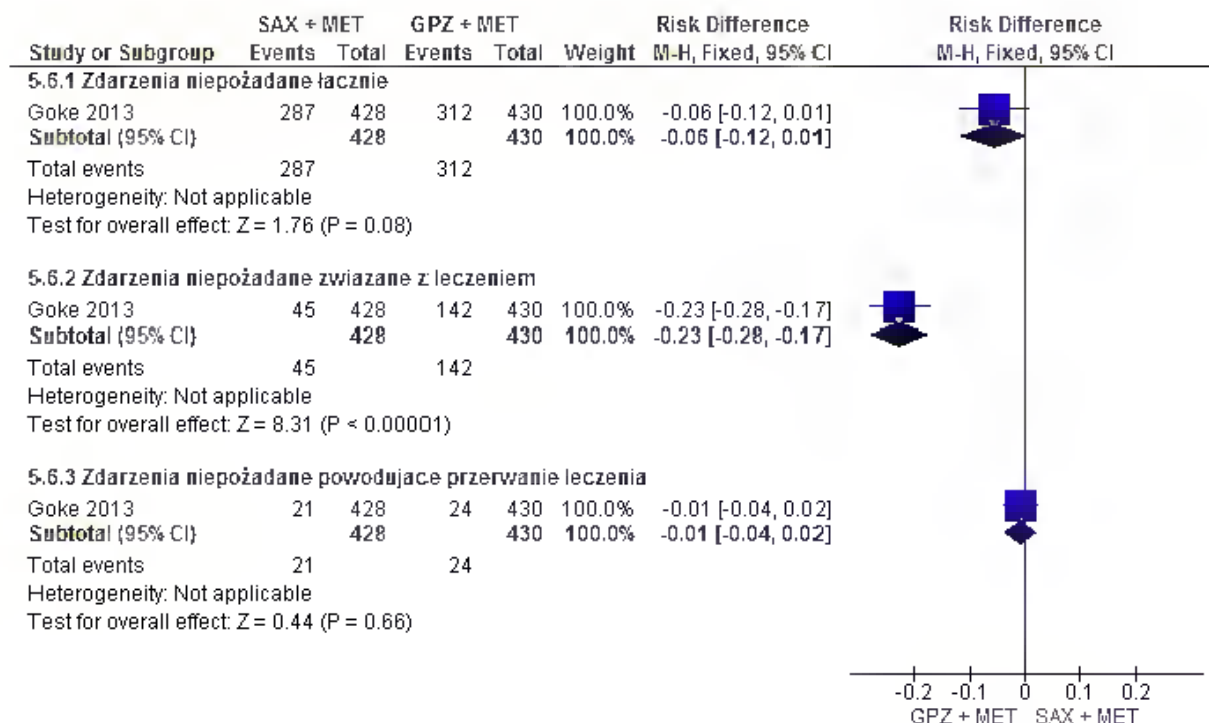 SAX + MET GPZ + MET Risk Difference Risk Difference
Study or Subgroup Events Total Events Total Weight M-H, Fixed, 95% CI M-H, Fixed, 95% CI
5.6.1 Zdarzenia niepożadane łacznie
Goke 2013 287 428 312 430 100.0% -0.06 [-0.12, 0.01]
Subtotal (95% CI) 428 430 100.0% -0.06 [-0.12, 0.01]
Total events 287 312
Heterogeneity: Not applicable
Test for overall effect: Z = 1.76 (P = 0.08)
5.6.2 Zdarzenia niepożadane zwiazane z leczeniem
Goke 2013 45 428 142 430 100.0% -0.23 [-0.28, -0.17]
Subtotal (95% CI) 428 430 100.0% -0.23 [-0.28, -0.17]
Total events 45 142
Heterogeneity: Not applicable
Test for overall effect: Z = 8.31 (P < 0.00001)
5.6.3 Zdarzenia niepożadane powodujace przerwanie leczenia
Goke 2013 21 428 24 430 100.0% -0.01 [-0.04, 0.02]
Subtotal (95% CI) 428 430 100.0% -0.01 [-0.04, 0.02]
Total events 21 24
Heterogeneity: Not applicable
Test for overall effect: Z = 0.44 (P = 0.66)
-0.2 -0.1 0 0.1 0.2
GPZ + MET SAX + MET